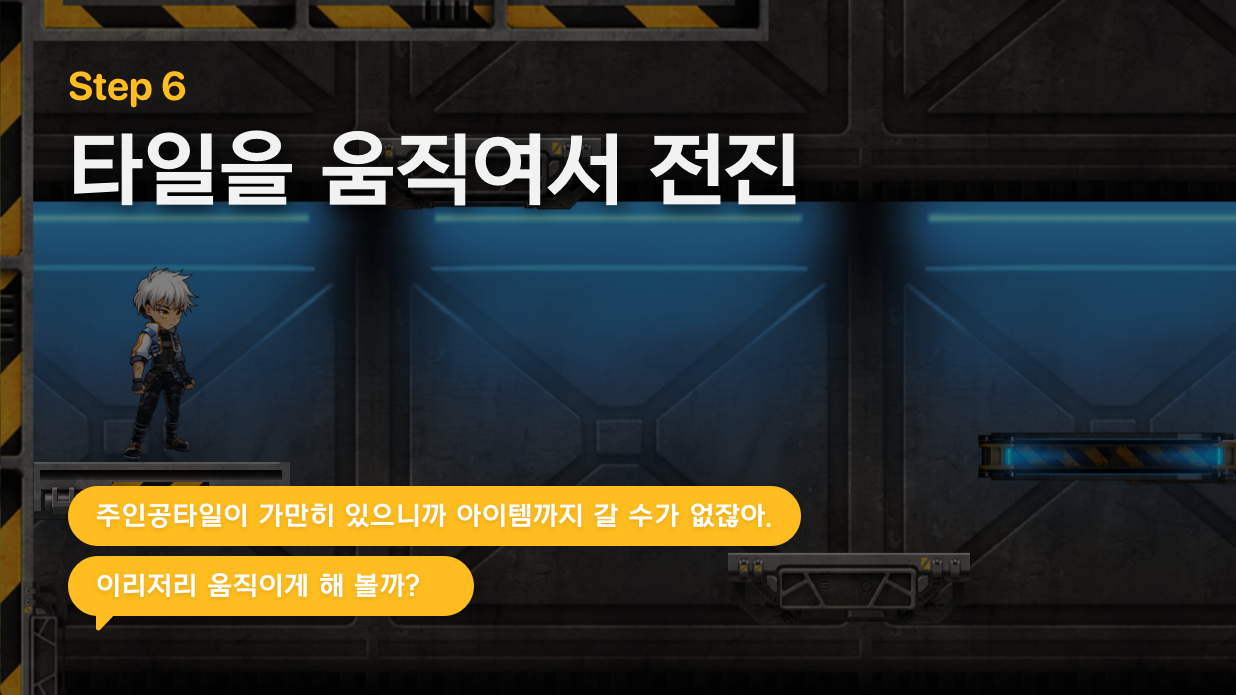 Step 6
타일을 움직여서 전진
주인공타일이 가만히 있으니까 아이템까지 갈 수가 없잖아.
이리저리 움직이게 해 볼까?